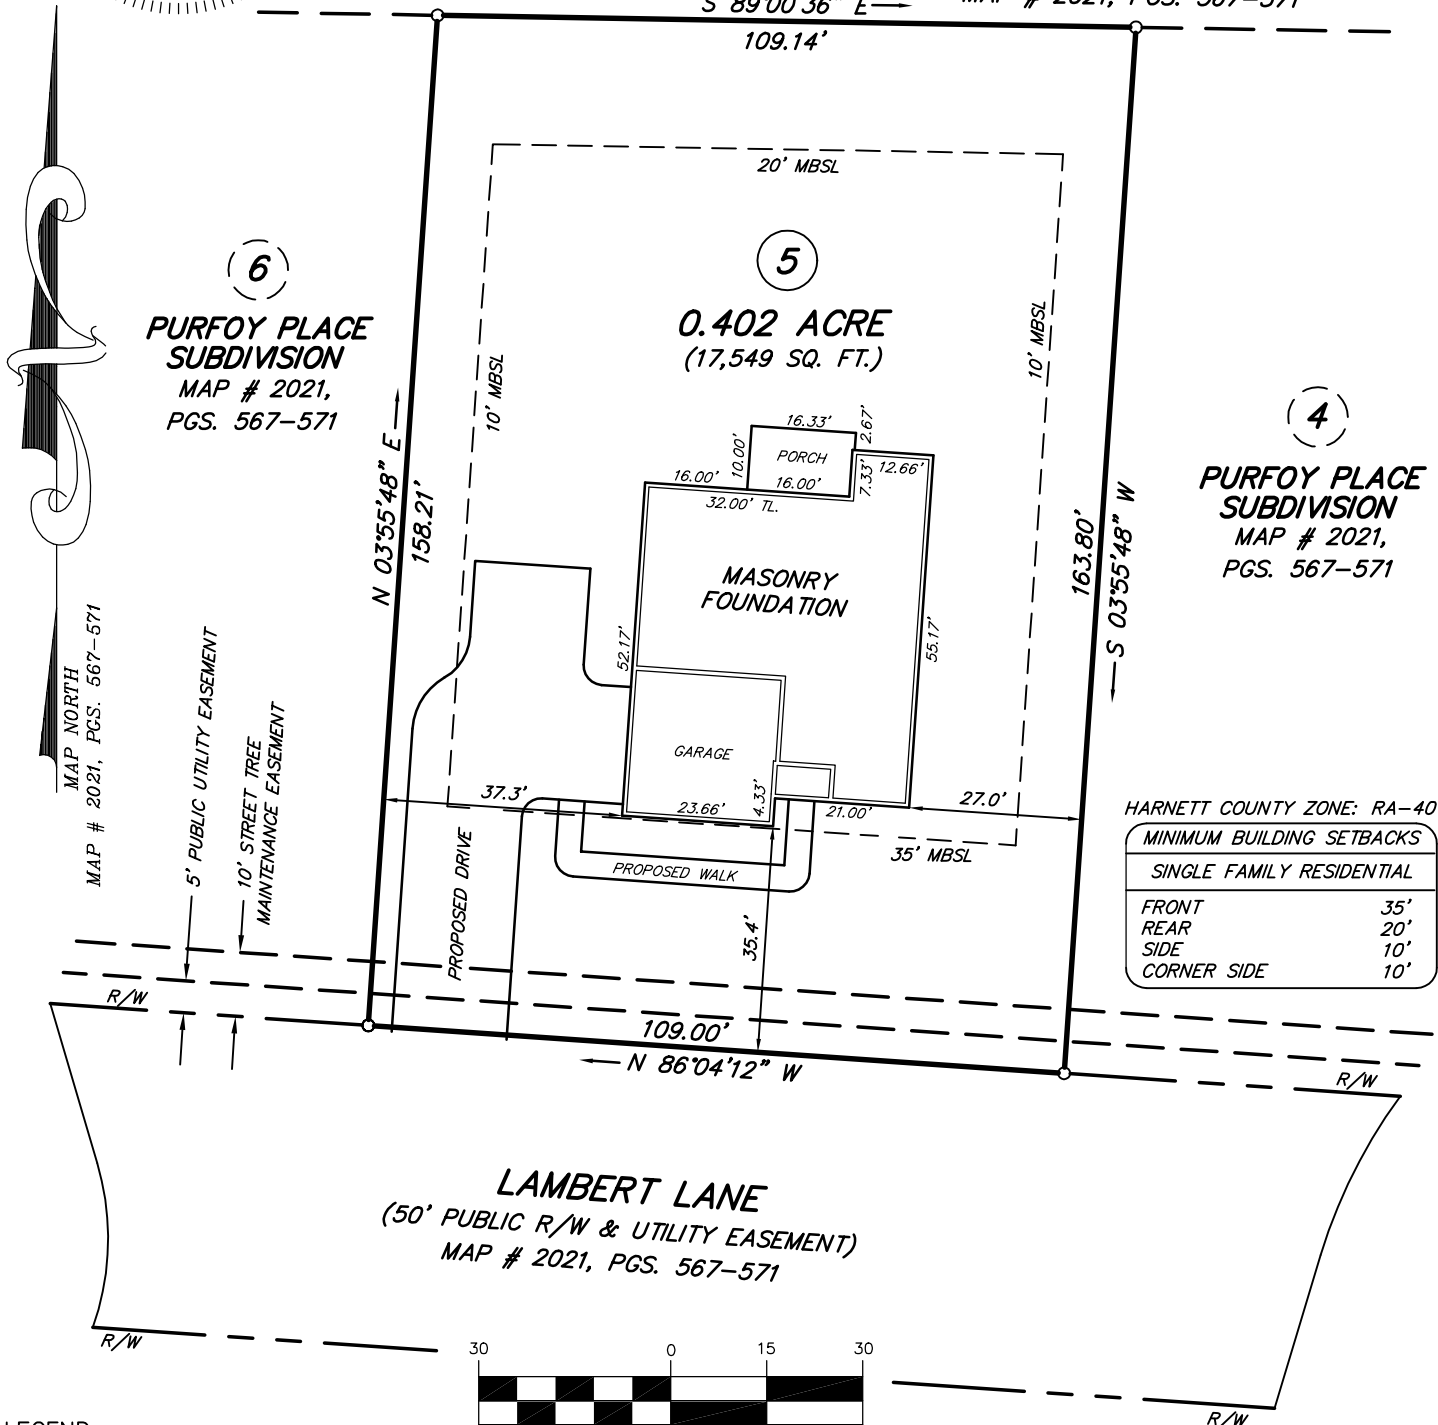 S 89°00'36" E
MAP # 2021, PGS. 567-571
109.14'
20' MBSL
5
0.402 ACRE
(17,549 SQ. FT.)
10' MBSL
10' MBSL
6
PURFOY PLACE
SUBDIVISION
MAP # 2021,
PGS. 567-571
4
PURFOY PLACE
SUBDIVISION
MAP # 2021,
PGS. 567-571
N 03°55'48" E
158.21'
163.80'
S 03°55'48" W
16.33'
2.67'
10.00'
PORCH
7.33'
12.66'
16.00'
16.00'
32.00' TL.
MASONRY
FOUNDATION
52.17'
55.17'
GARAGE
4.33'
23.66'
21.00'
37.3'
27.0'
35' MBSL
PROPOSED WALK
PROPOSED DRIVE
35.4'
MAP NORTH
MAP # 2021, PGS. 567-571
5' PUBLIC UTILITY EASEMENT
10' STREET TREE
MAINTENANCE EASEMENT
HARNETT COUNTY ZONE: RA-40
MINIMUM BUILDING SETBACKS
SINGLE FAMILY RESIDENTIAL
FRONT 35'
REAR 20'
SIDE 10'
CORNER SIDE 10'
R/W
109.00'
N 86°04'12" W
R/W
LAMBERT LANE
(50' PUBLIC R/W & UTILITY EASEMENT)
MAP # 2021, PGS. 567-571
R/W
30 0 15 30
R/W
LEGEND